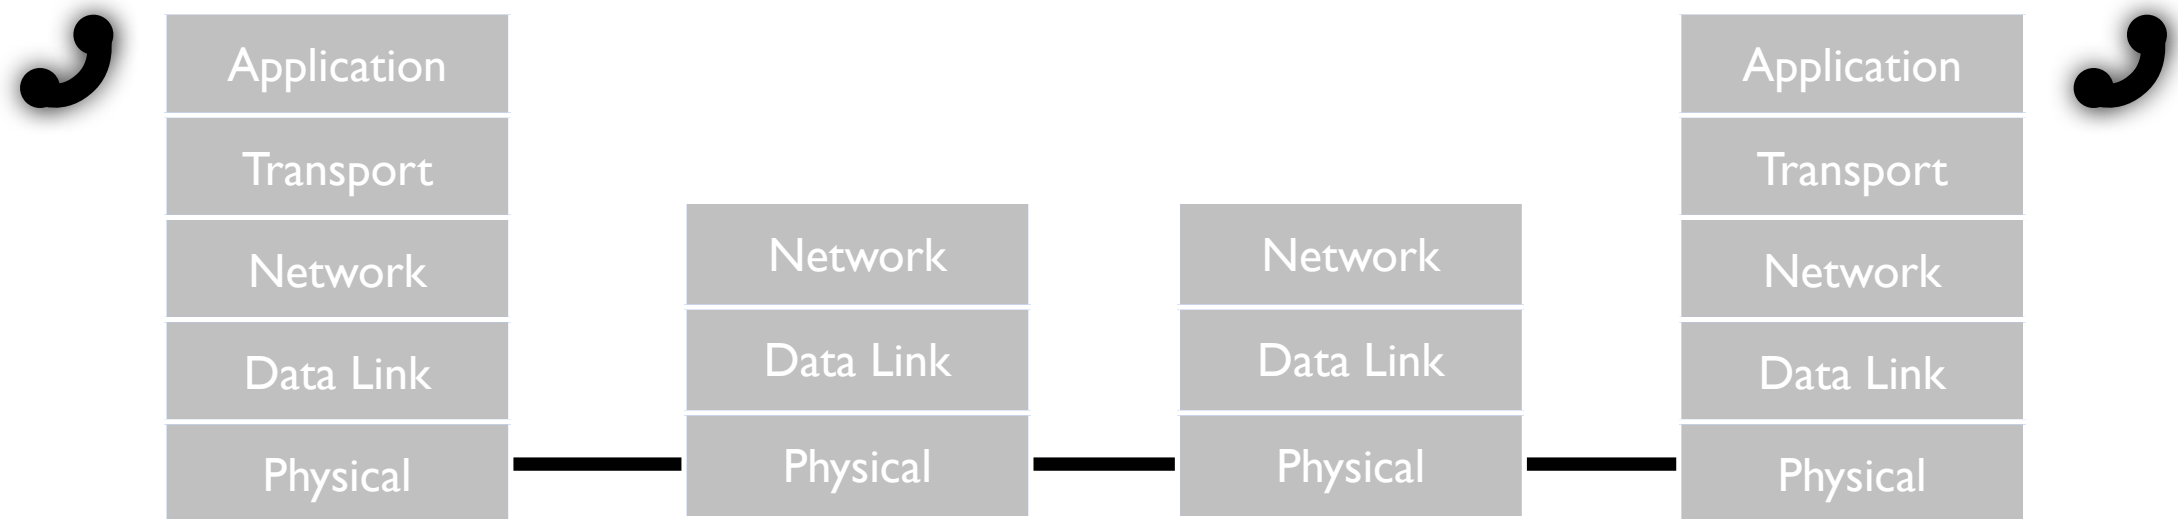 Application
Transport
Network
Data Link
Physical
Network
Data Link
Physical
Network
Data Link
Physical
Application
Transport
Network
Data Link
Physical